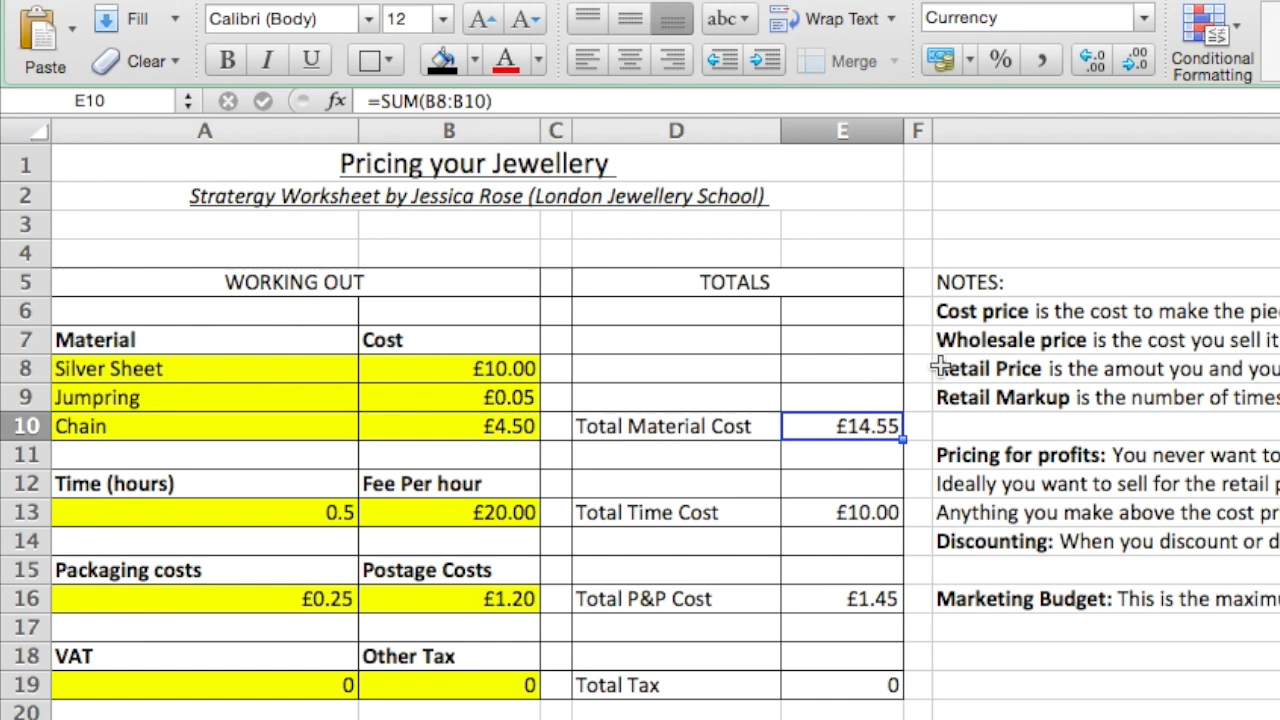 Fill Calibri (Body) 12 A A abc Wrap Text Currency
Paste Clear B I U A Merge % , .0 .00 .00 .0 Conditional Formatting
E10 fx =SUM(B8:B10)
A B C D E F
1 Pricing your Jewellery
2 Stratergy Worksheet by Jessica Rose (London Jewellery School)
3
4
5 WORKING OUT TOTALS NOTES:
6 Cost price is the cost to make the pie
7 Material Cost Wholesale price is the cost you sell it
8 Silver Sheet £10.00 Retail Price is the amout you and you
9 Jumpring £0.05 Retail Markup is the number of times
10 Chain £4.50 Total Material Cost £14.55
11 Pricing for profits: You never want to
12 Time (hours) Fee Per hour Ideally you want to sell for the retail p
13 0.5 £20.00 Total Time Cost £10.00 Anything you make above the cost pr
14 Discounting: When you discount or d
15 Packaging costs Postage Costs
16 £0.25 £1.20 Total P&P Cost £1.45 Marketing Budget: This is the maximu
17
18 VAT Other Tax
19 0 0 Total Tax 0
20